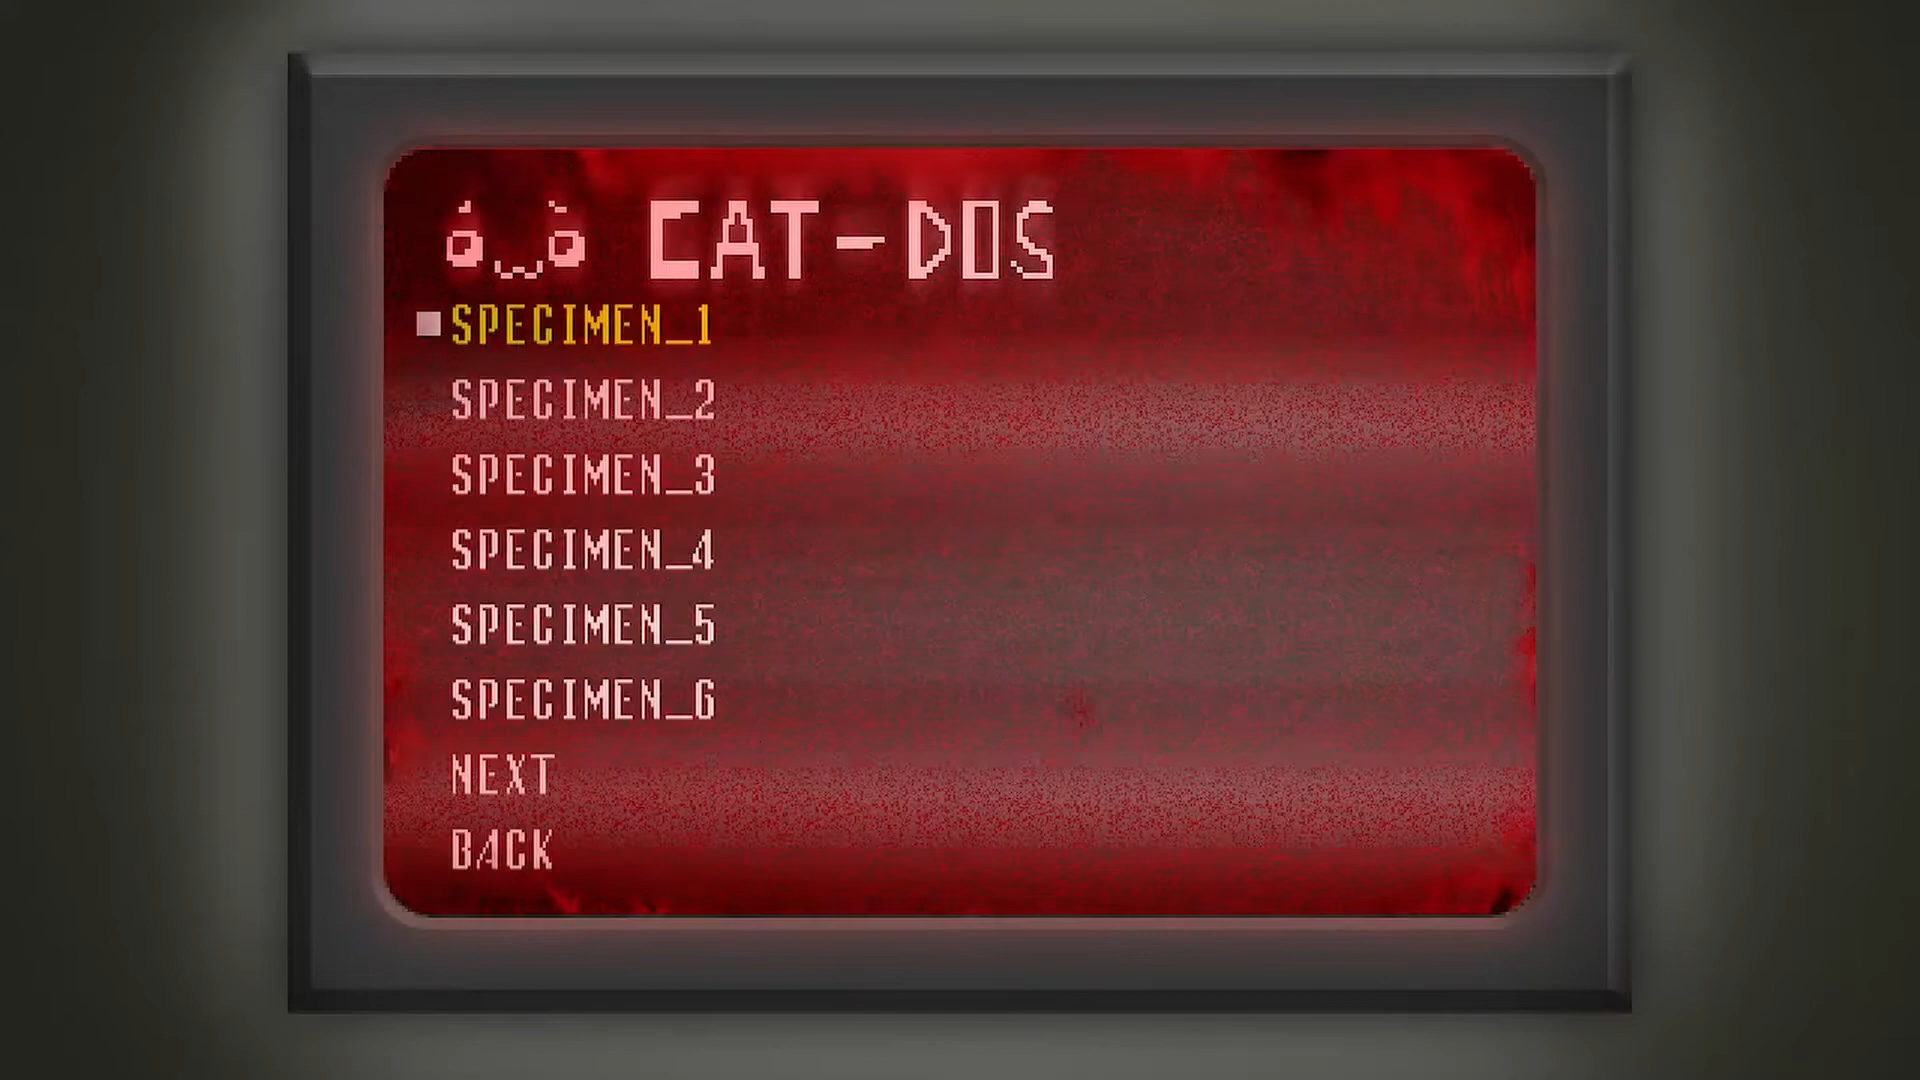 CAT-DOS
SPECIMEN_1
SPECIMEN_2
SPECIMEN_3
SPECIMEN_4
SPECIMEN_5
SPECIMEN_6
NEXT
BACK